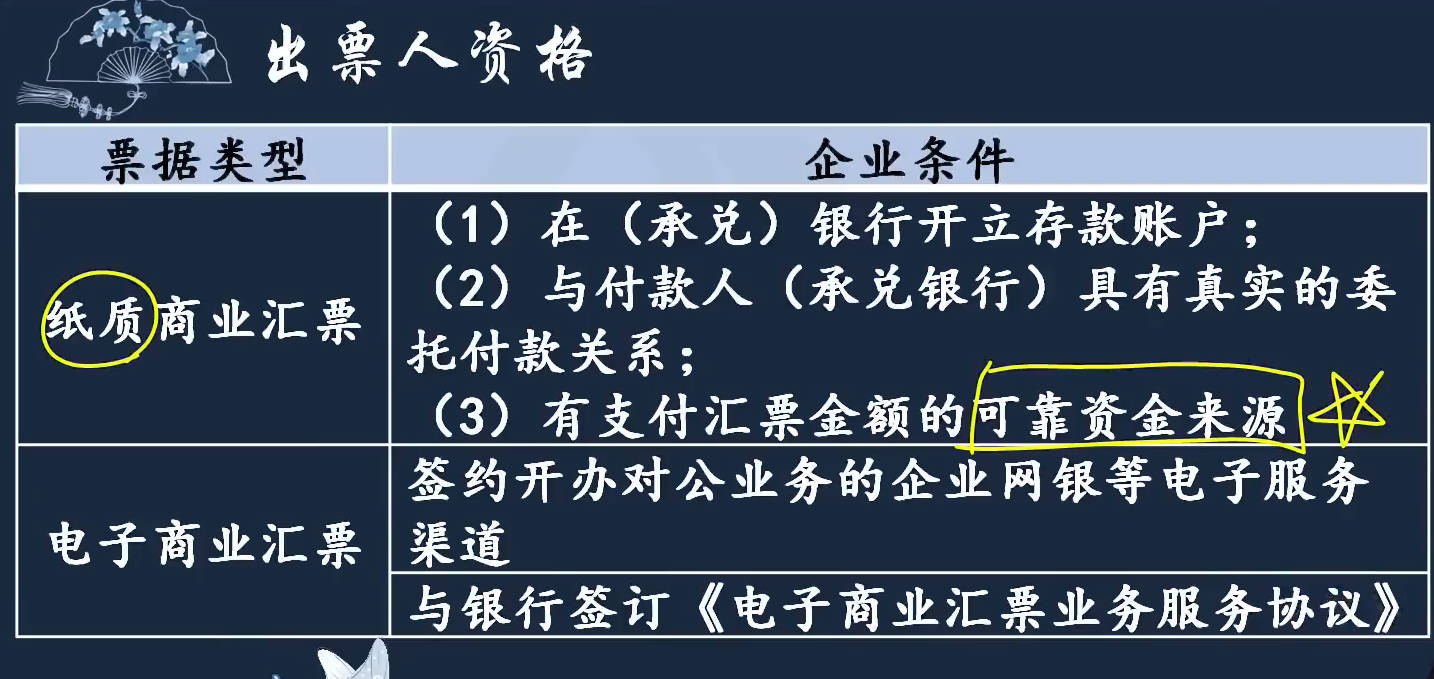 出票人资格
票据类型
企业条件
纸质商业汇票
（1）在（承兑）银行开立存款账户；
（2）与付款人（承兑银行）具有真实的委
托付款关系；
（3）有支付汇票金额的可靠资金来源
电子商业汇票
签约开办对公业务的企业网银等电子服务
渠道
与银行签订《电子商业汇票业务服务协议》